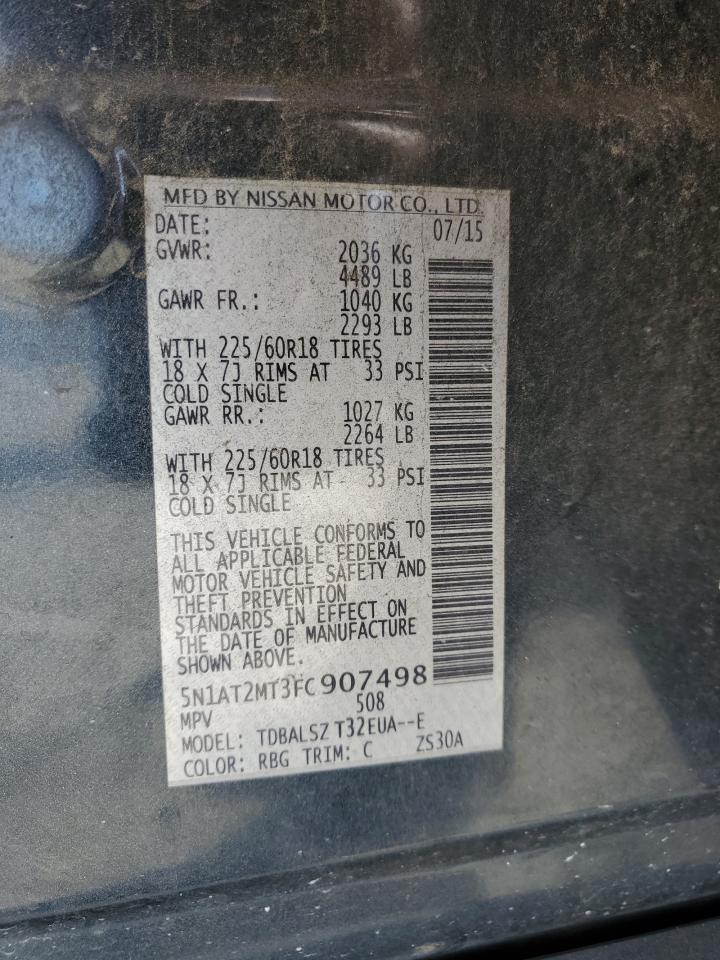 MFD BY NISSAN MOTOR CO., LTD.
DATE: 07/15
GVWR: 2036 KG
4489 LB
GAWR FR.: 1040 KG
2293 LB
WITH 225/60R18 TIRES
18 X 7J RIMS AT 33 PSI
COLD SINGLE
GAWR RR.: 1027 KG
2264 LB
WITH 225/60R18 TIRES
18 X 7J RIMS AT 33 PSI
COLD SINGLE
THIS VEHICLE CONFORMS TO
ALL APPLICABLE FEDERAL
MOTOR VEHICLE SAFETY AND
THEFT PREVENTION
STANDARDS IN EFFECT ON
THE DATE OF MANUFACTURE
SHOWN ABOVE.
5N1AT2MT3FC907498
MPV 508
MODEL: TDBALSZ T32EUA--E
COLOR: RBG TRIM: C ZS30A